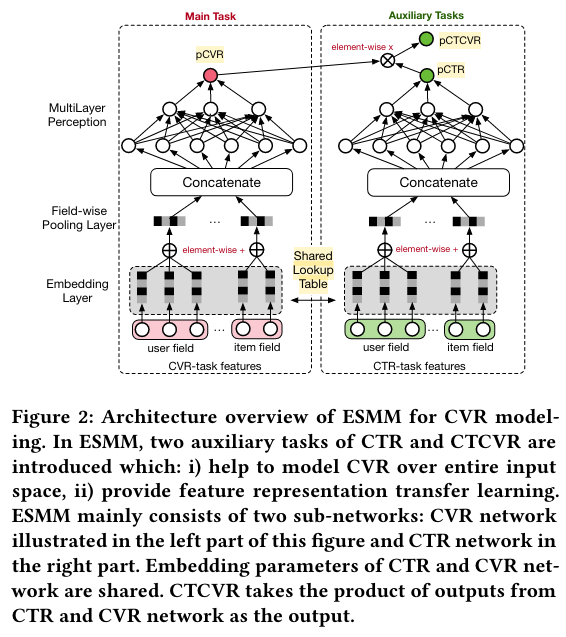 Main Task
Auxiliary Tasks
pCTCVR
element-wise x
pCVR
pCTR
MultiLayer
Perception
Concatenate
Concatenate
Field-wise
Pooling Layer
...
...
element-wise +
element-wise +
Shared
Lookup
Table
Embedding
Layer
...
...
user field
item field
user field
item field
CVR-task features
CTR-task features
Figure 2: Architecture overview of ESMM for CVR model-
ing. In ESMM, two auxiliary tasks of CTR and CTCVR are
introduced which: i) help to model CVR over entire input
space, ii) provide feature representation transfer learning.
ESMM mainly consists of two sub-networks: CVR network
illustrated in the left part of this figure and CTR network in
the right part. Embedding parameters of CTR and CVR net-
work are shared. CTCVR takes the product of outputs from
CTR and CVR network as the output.